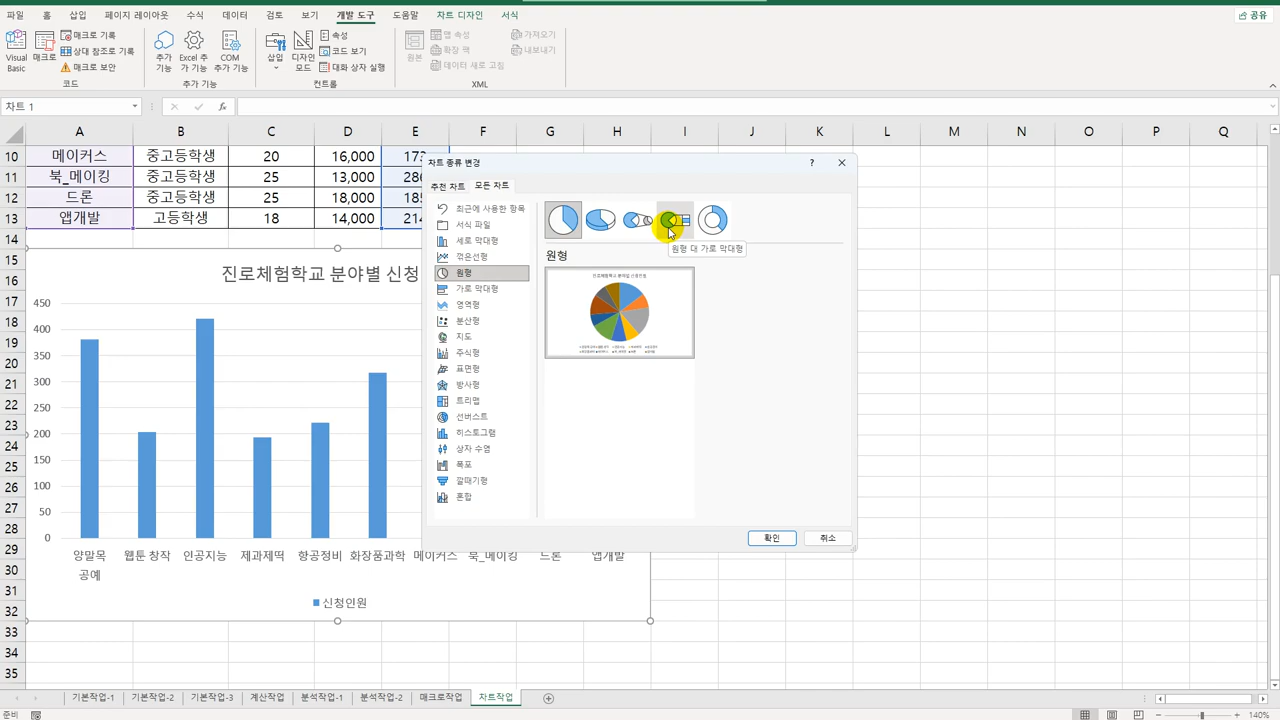 파일 홈 삽입 페이지 레이아웃 수식 데이터 검토 보기 개발 도구 도움말 차트 디자인 서식 공유
Visual Basic
매크로
매크로 기록
상대 참조로 기록
매크로 보안
코드
추가 기능
Excel 추가 기능
COM 추가 기능
추가 기능
삽입
디자인 모드
속성
코드 보기
대화 상자 실행
컨트롤
원본
맵 속성
확장 팩
데이터 새로 고침
가져오기
내보내기
XML
차트 1
fx
A B C D E F G H I J K L M N O P Q
10 메이커스 중고등학생 20 16,000
11 북_메이킹 중고등학생 25 13,000
12 드론 중고등학생 25 18,000
13 앱개발 고등학생 18 14,000
14
15
16
17
18
19
20
21
22
23
24
25
26
27
28
29
30
31
32
33
34
35
진로체험학교 분야별 신청
450
400
350
300
250
200
150
100
50
0
양말목 공예 웹툰 창작 인공지능 제과제떡 항공정비 화장품과학 메이커스 북_메이킹 드론 앱개발
신청인원
차트 종류 변경
?
추천 차트 모든 차트
최근에 사용한 항목
서식 파일
세로 막대형
꺾은선형
원형
가로 막대형
영역형
분산형
지도
주식형
표면형
방사형
트리맵
선버스트
히스토그램
상자 수염
폭포
깔때기형
혼합
원형 대 가로 막대형
원형
진로체험학교 분야별 신청인원
확인 취소
기본작업-1 기본작업-2 기본작업-3 계산작업 분석작업-1 분석작업-2 매크로작업 차트작업
준비
140%